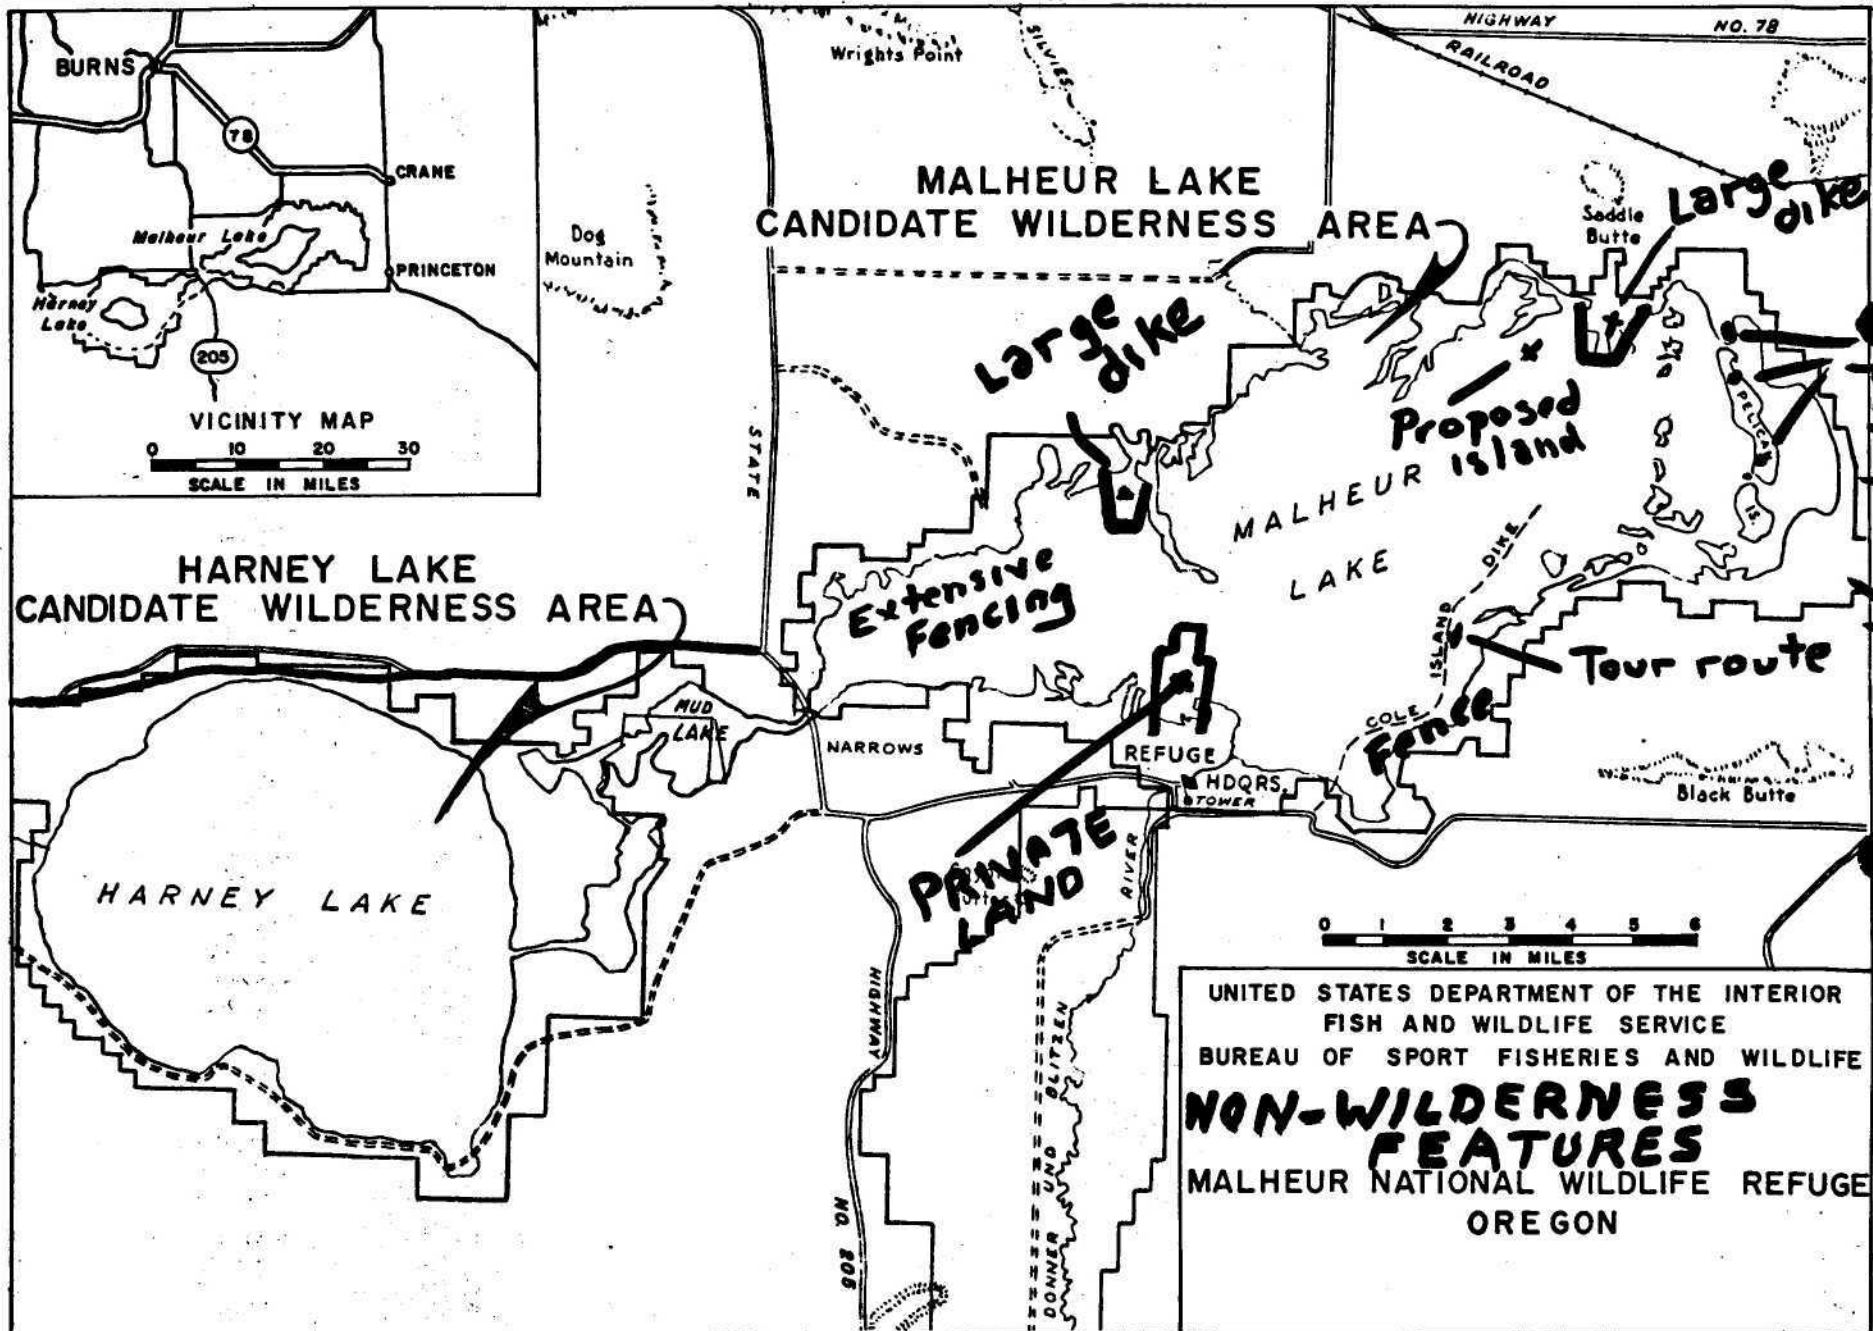 BURNS
78
CRANE
Malheur Lake
PRINCETON
Harney
Lake
205
VICINITY MAP
0 10 20 30
SCALE IN MILES
Wrights Point
SILVIES
HIGHWAY NO. 78
RAILROAD
Dog
Mountain
MALHEUR LAKE
CANDIDATE WILDERNESS AREA
Saddle
Butte
Large
dike
Large
dike
Proposed
island
PELICAN
IS.
STATE
MALHEUR
LAKE
DIKE
ISLAND
COLE
Extensive
Fencing
Tour route
Fence
HARNEY LAKE
CANDIDATE WILDERNESS AREA
MUD
LAKE
NARROWS
REFUGE
HDQRS.
TOWER
Black Butte
PRIVATE
LAND
RIVER
HARNEY LAKE
HIGHWAY
NO. 205
DONNER UND BLITZEN
0 1 2 3 4 5 6
SCALE IN MILES
UNITED STATES DEPARTMENT OF THE INTERIOR
FISH AND WILDLIFE SERVICE
BUREAU OF SPORT FISHERIES AND WILDLIFE
NON-WILDERNESS
FEATURES
MALHEUR NATIONAL WILDLIFE REFUGE
OREGON